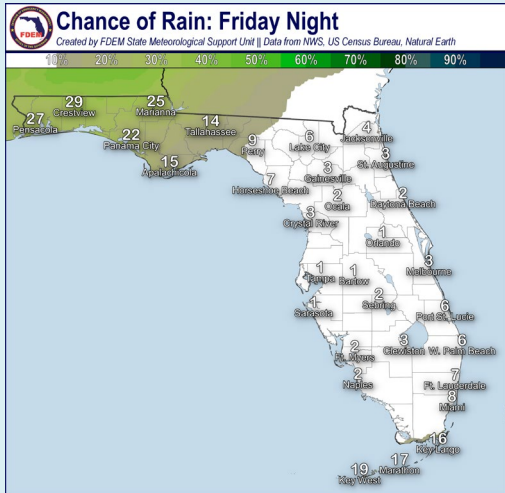 Chance of Rain: Friday Night
FDEM
Created by FDEM State Meteorological Support Unit || Data from NWS, US Census Bureau, Natural Earth
10% 20% 30% 40% 50% 60% 70% 80% 90%
29
Crestview
25
Marianna
27
Pensacola
22
Panama City
14
Tallahassee
15
Apalachicola
9
Perry
6
Lake City
4
Jacksonville
3
St. Augustine
7
Horseshoe Beach
3
Gainesville
2
Ocala
2
Daytona Beach
3
Crystal River
1
Orlando
3
Melbourne
1
Tampa
1
Bartow
2
Sebring
1
Sarasota
6
Port St. Lucie
2
Ft. Myers
3
Clewiston
6
W. Palm Beach
2
Naples
7
Ft. Lauderdale
8
Miami
16
Key Largo
17
Marathon
19
Key West